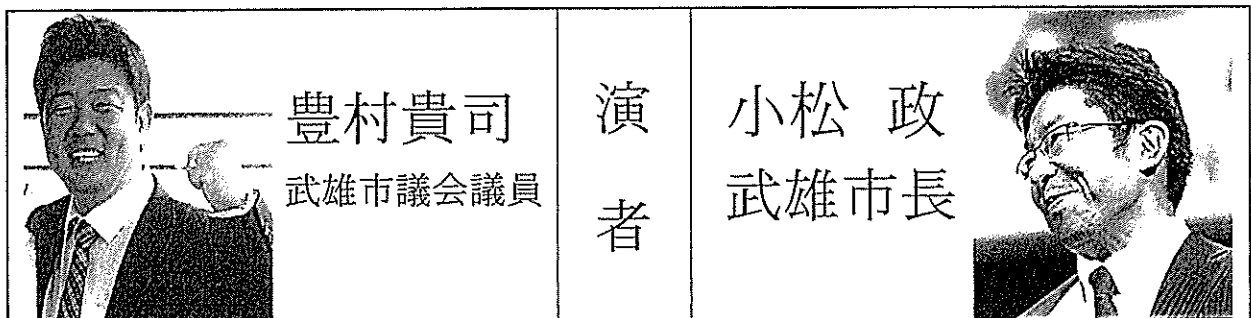 豊村貴司
武雄市議会議員
演者
小松 政
武雄市長